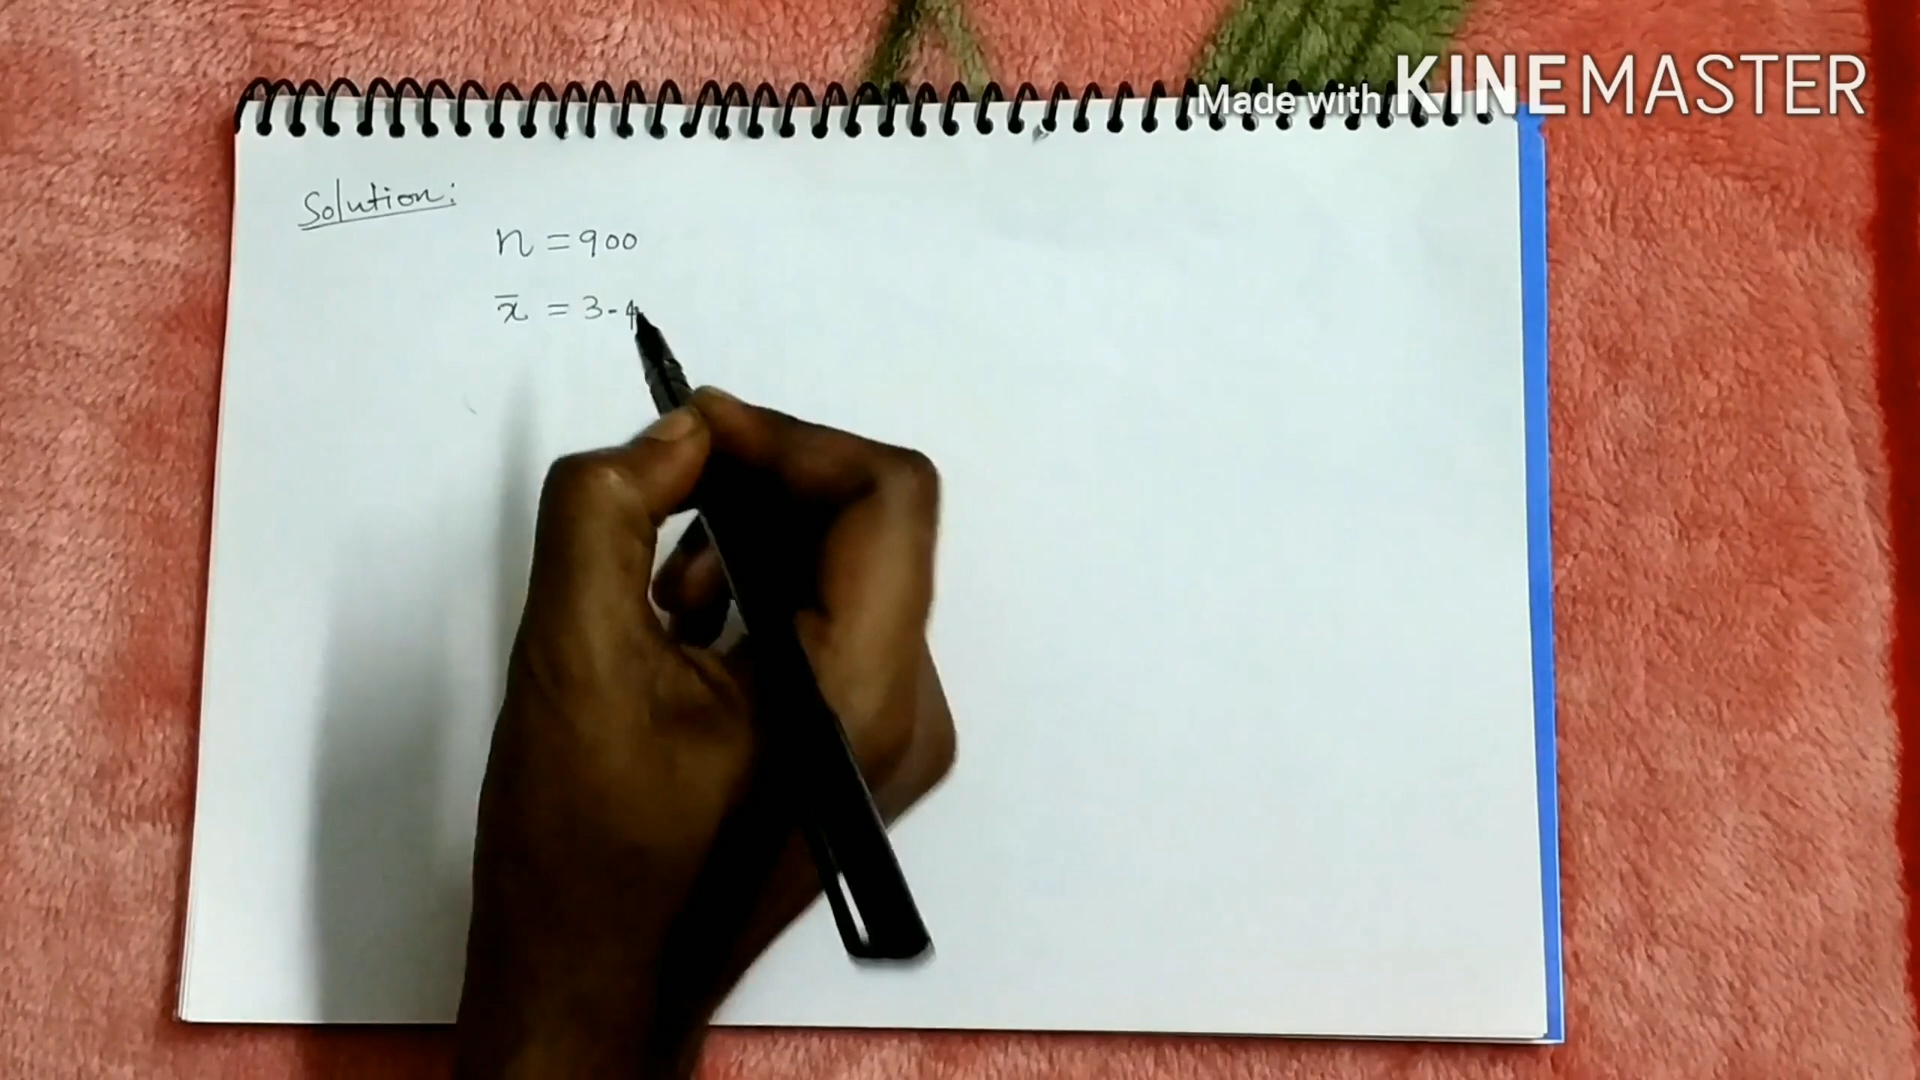 Made with KINEMASTER
Solution:
n = 900
x̄ = 3.4